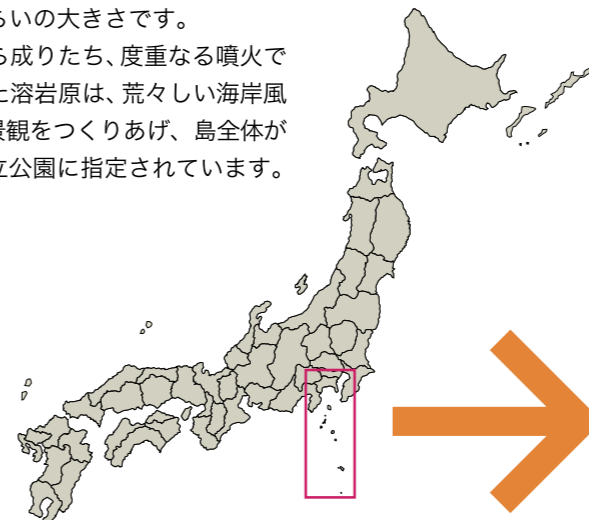 らいの大きさです。
ら成りたち、度重なる噴火で
た溶岩原は、荒々しい海岸風
景観をつくりあげ、島全体が
立公園に指定されています。